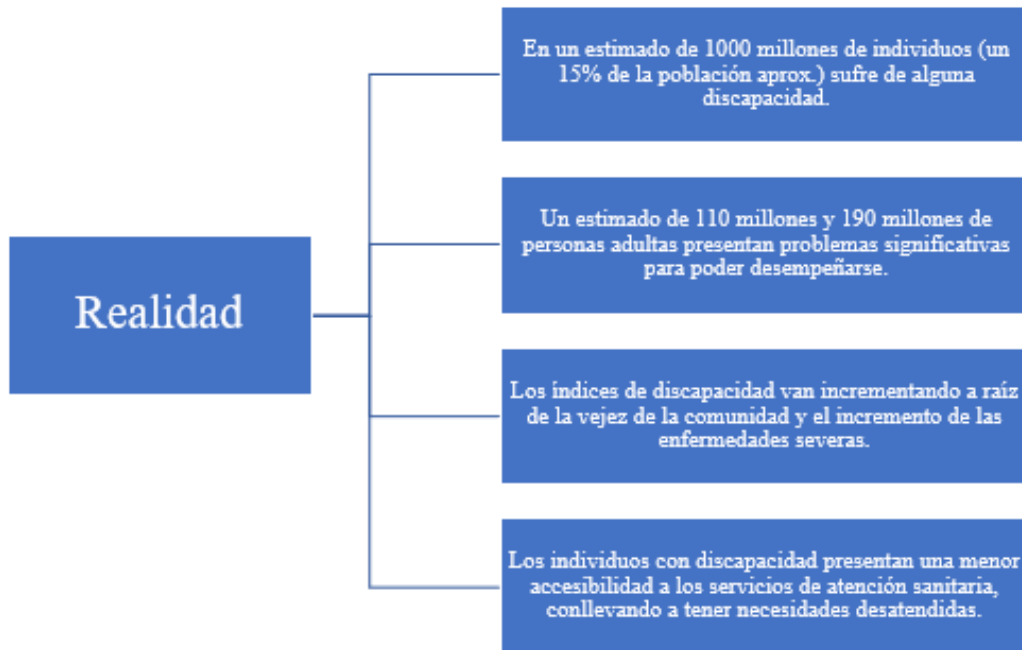 Realidad
En un estimado de 1000 millones de individuos (un
15% de la población aprox.) sufre de alguna
discapacidad.
Un estimado de 110 millones y 190 millones de
personas adultas presentan problemas significativas
para poder desempeñarse.
Los índices de discapacidad van incrementando a raíz
de la vejez de la comunidad y el incremento de las
enfermedades severas.
Los individuos con discapacidad presentan una menor
accesibilidad a los servicios de atención sanitaria,
conllevando a tener necesidades desatendidas.